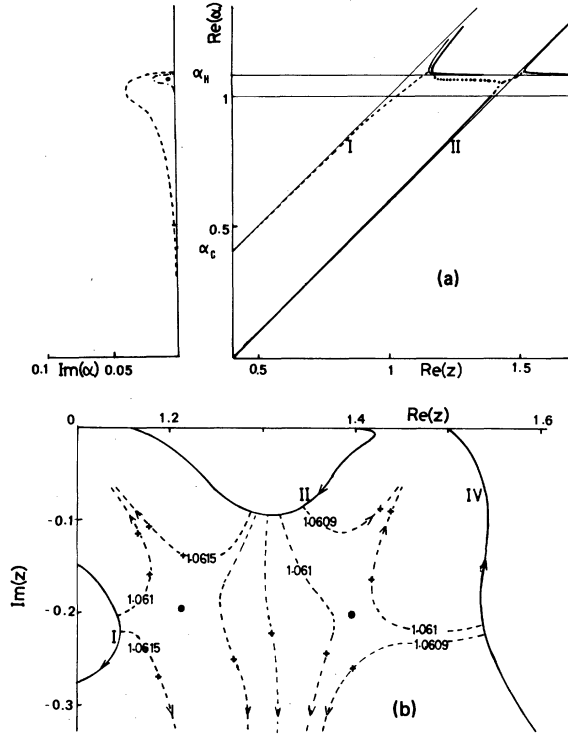 Re(α)
α_H
1
I
II
0.5
α_C
(a)
0.1
Im(α)
0.05
0.5
1
Re(z)
1.5
0
1.2
1.4
Re(z)
1.6
II
IV
-0.1
1.0609
1.0615
1.061
Im(z)
1.061
-0.2
I
1.0615
1.061
1.0609
-0.3
(b)